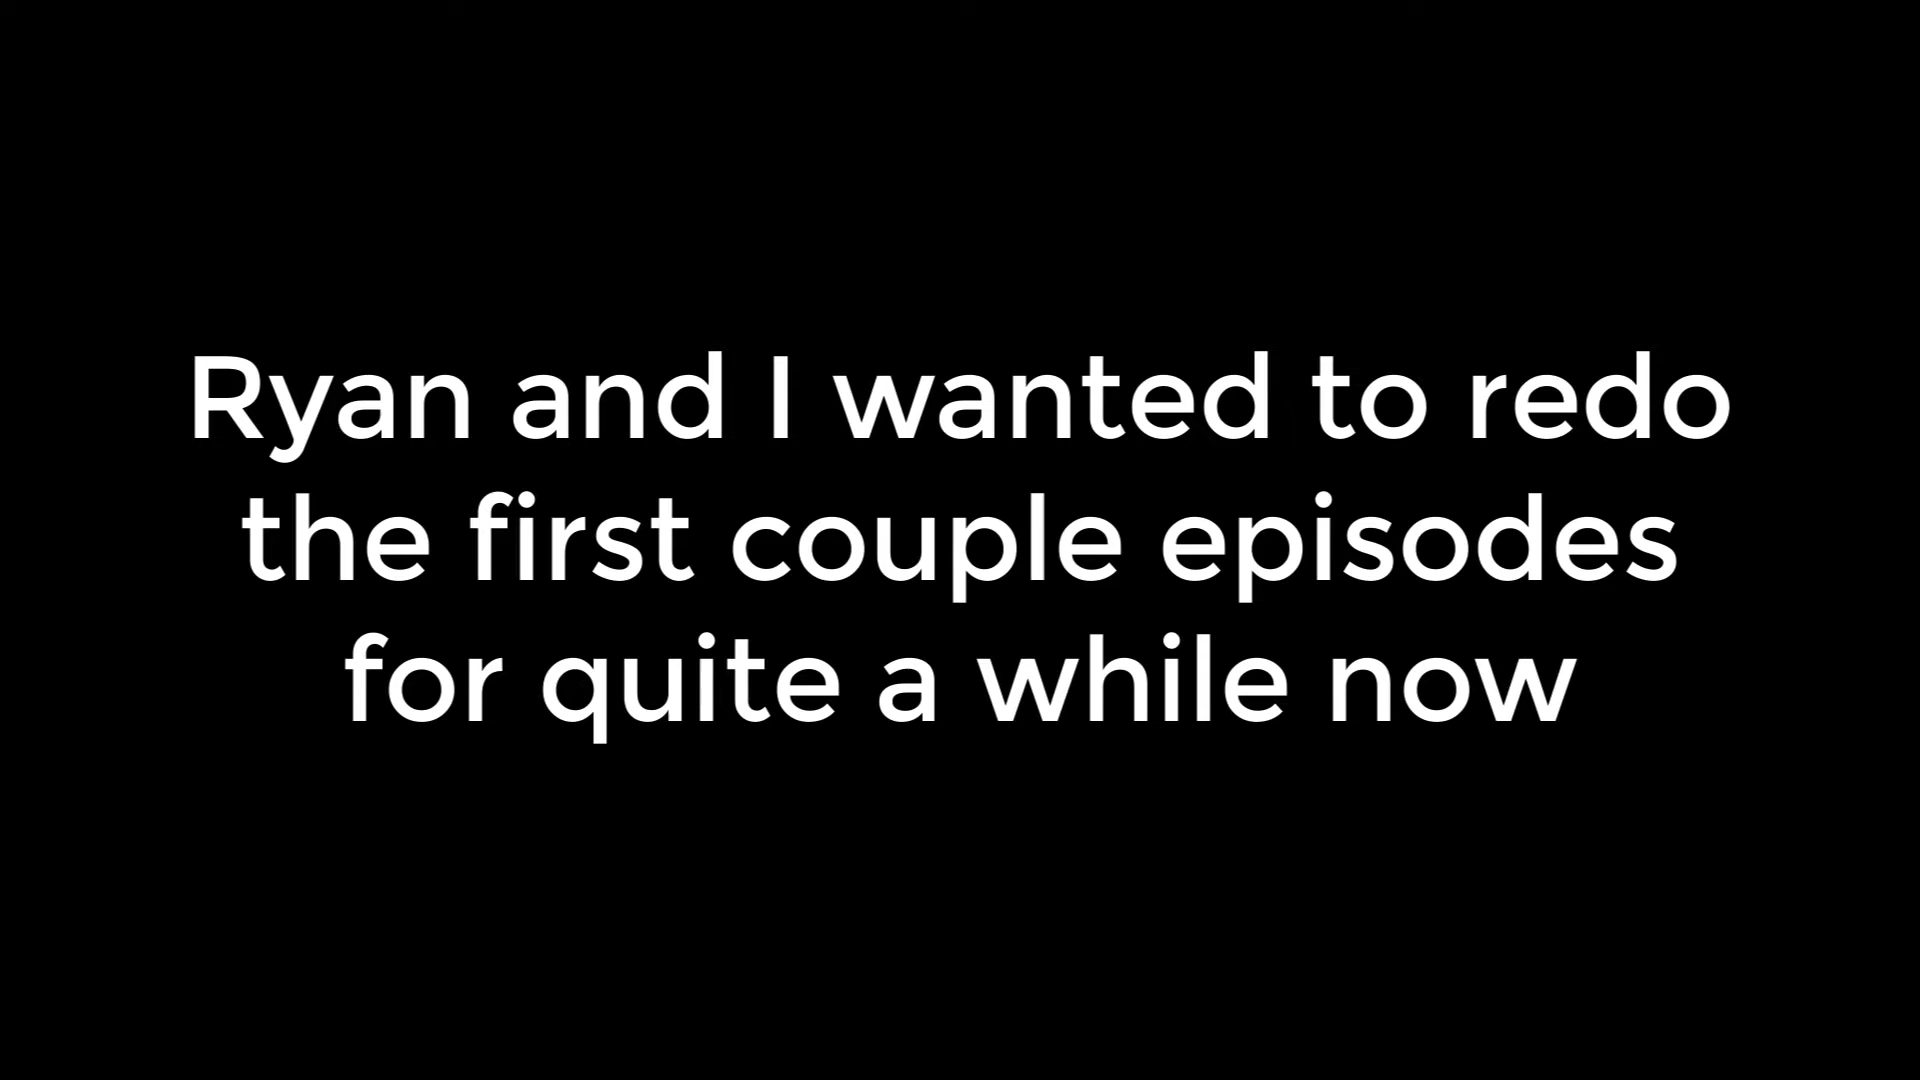 Ryan and I wanted to redo
the first couple episodes
for quite a while now